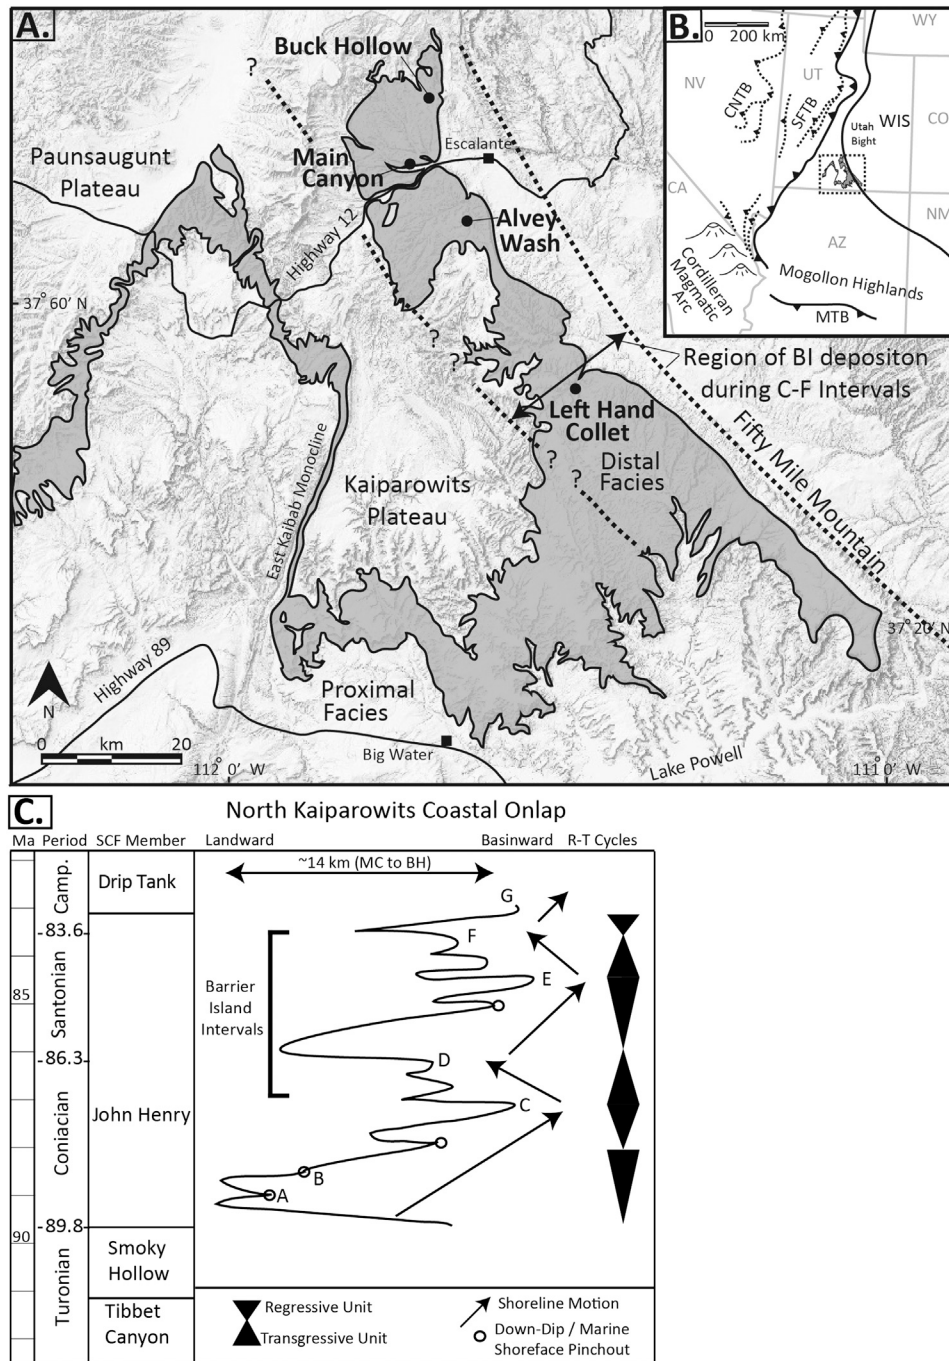 A.
Buck Hollow
?
Escalante
Main
Canyon
Paunsaugunt
Plateau
Highway 12
Alvey
Wash
37° 60' N
?
?
Region of BI depositon
during C-F Intervals
Left Hand
Collet
?
Distal
Facies
?
Fifty Mile Mountain
East Kaibab Monocline
Kaiparowits
Plateau
37° 20' N
Highway 89
N
Proximal
Facies
0 km 20
Big Water
Lake Powell
112° 0' W
111° 0' W
B.
0 200 km
WY
NV
UT
CNTB
SFTB
WIS
CO
Utah
Bight
CA
NM
AZ
Cordilleran
Magmatic
Arc
Mogollon Highlands
MTB
C.
North Kaiparowits Coastal Onlap
Ma Period SCF Member Landward Basinward R-T Cycles
~14 km (MC to BH)
Camp.
Drip Tank
G
-83.6
F
Santonian
85
Barrier
Island
Intervals
E
-86.3
D
Coniacian
John Henry
C
B
A
-89.8
90
Turonian
Smoky
Hollow
Tibbet
Canyon
Regressive Unit
Transgressive Unit
Shoreline Motion
Down-Dip / Marine
Shoreface Pinchout